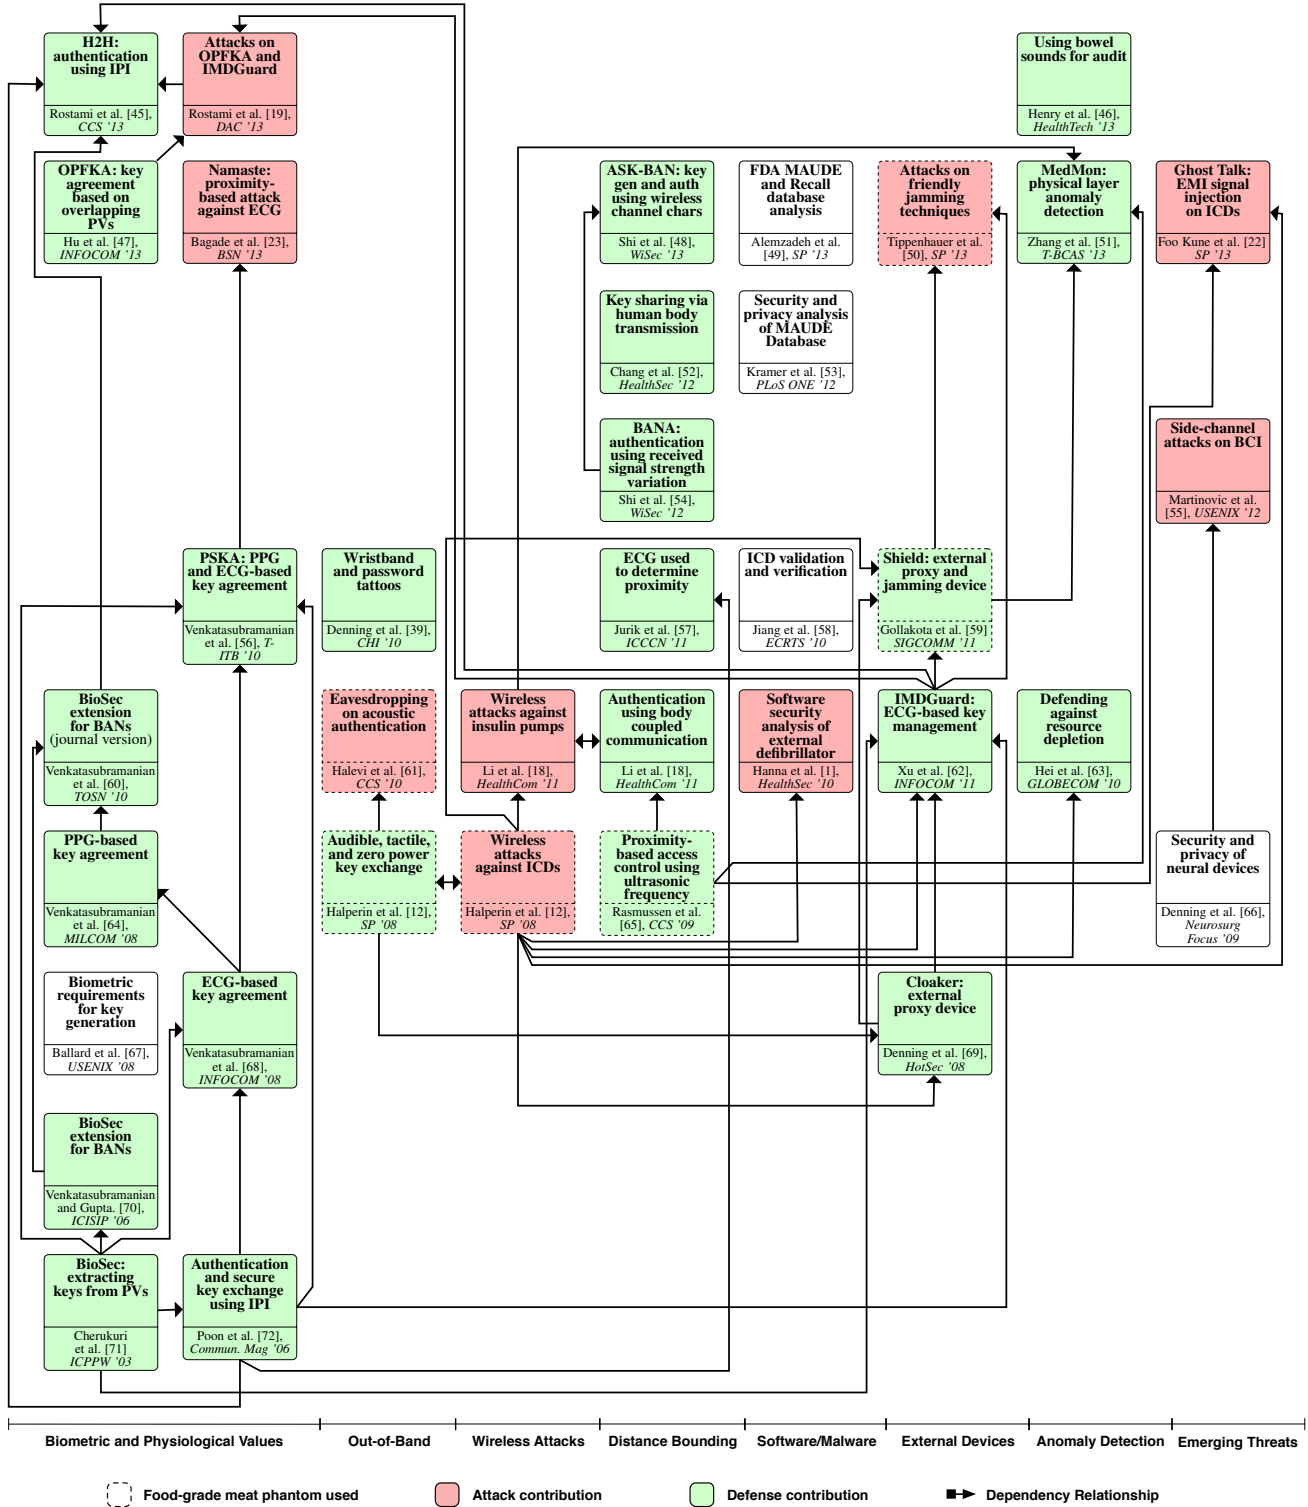 H2H:
authentication
using IPI
Rostami et al. [45],
CCS '13
Attacks on
OPFKA and
IMDGuard
Rostami et al. [19],
DAC '13
Using bowel
sounds for audit
Henry et al. [46],
HealthTech '13
OPFKA: key
agreement
based on
overlapping
PVs
Hu et al. [47],
INFOCOM '13
Namaste:
proximity-
based attack
against ECG
Bagade et al. [23],
BSN '13
ASK-BAN: key
gen and auth
using wireless
channel chars
Shi et al. [48],
WiSec '13
FDA MAUDE
and Recall
database
analysis
Alemzadeh et al.
[49], SP '13
Attacks on
friendly
jamming
techniques
Tippenhauer et al.
[50], SP '13
MedMon:
physical layer
anomaly
detection
Zhang et al. [51],
T-BCAS '13
Ghost Talk:
EMI signal
injection
on ICDs
Foo Kune et al. [22]
SP '13
Key sharing via
human body
transmission
Chang et al. [52],
HealthSec '12
Security and
privacy analysis
of MAUDE
Database
Kramer et al. [53],
PLoS ONE '12
BANA:
authentication
using received
signal strength
variation
Shi et al. [54],
WiSec '12
Side-channel
attacks on BCI
Martinovic et al.
[55], USENIX '12
PSKA: PPG
and ECG-based
key agreement
Venkatasubramanian
et al. [56], T-
ITB '10
Wristband
and password
tattoos
Denning et al. [39],
CHI '10
ECG used
to determine
proximity
Jurik et al. [57],
ICCCN '11
ICD validation
and verification
Jiang et al. [58],
ECRTS '10
Shield: external
proxy and
jamming device
Gollakota et al. [59]
SIGCOMM '11
BioSec
extension
for BANs
(journal version)
Venkatasubramanian
et al. [60],
TOSN '10
Eavesdropping
on acoustic
authentication
Halevi et al. [61],
CCS '10
Wireless
attacks against
insulin pumps
Li et al. [18],
HealthCom '11
Authentication
using body
coupled
communication
Li et al. [18],
HealthCom '11
Software
security
analysis of
external
defibrillator
Hanna et al. [1],
HealthSec '10
IMDGuard:
ECG-based key
management
Xu et al. [62],
INFOCOM '11
Defending
against
resource
depletion
Hei et al. [63],
GLOBECOM '10
PPG-based
key agreement
Venkatasubramanian
et al. [64],
MILCOM '08
Audible, tactile,
and zero power
key exchange
Halperin et al. [12],
SP '08
Wireless
attacks
against ICDs
Halperin et al. [12],
SP '08
Proximity-
based access
control using
ultrasonic
frequency
Rasmussen et al.
[65], CCS '09
Security and
privacy of
neural devices
Denning et al. [66],
Neurosurg
Focus '09
Biometric
requirements
for key
generation
Ballard et al. [67],
USENIX '08
ECG-based
key agreement
Venkatasubramanian
et al. [68],
INFOCOM '08
Cloaker:
external
proxy device
Denning et al. [69],
HotSec '08
BioSec
extension
for BANs
Venkatasubramanian
and Gupta. [70],
ICISIP '06
BioSec:
extracting
keys from PVs
Cherukuri
et al. [71]
ICPPW '03
Authentication
and secure
key exchange
using IPI
Poon et al. [72],
Commun. Mag '06
Biometric and Physiological Values
Out-of-Band
Wireless Attacks
Distance Bounding
Software/Malware
External Devices
Anomaly Detection
Emerging Threats
Food-grade meat phantom used
Attack contribution
Defense contribution
Dependency Relationship